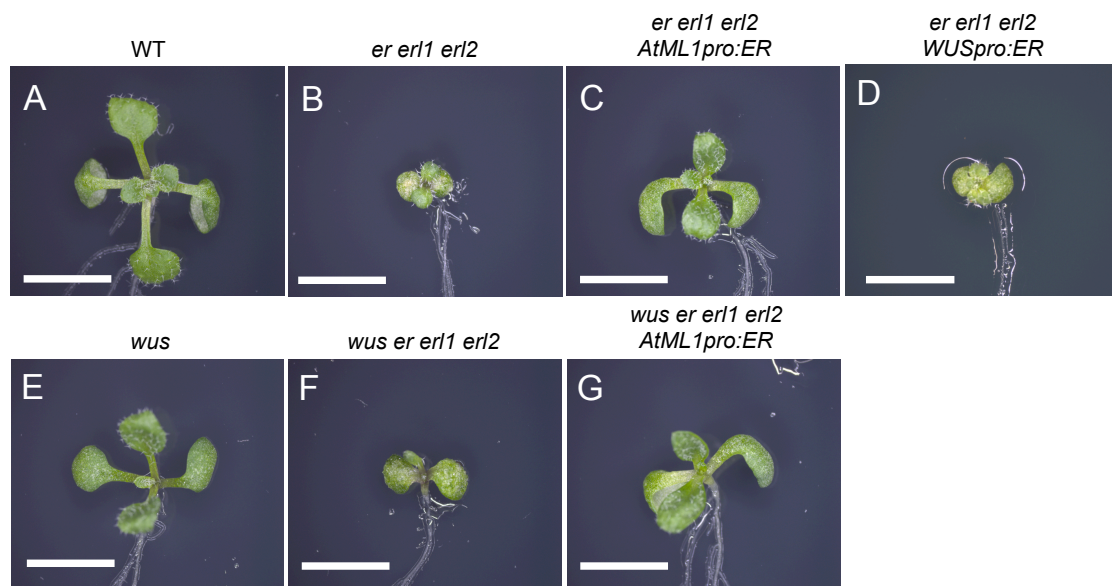 WT
er erl1 erl2
er erl1 erl2
AtML1pro:ER
er erl1 erl2
WUSpro:ER
A
B
C
D
wus
wus er erl1 erl2
wus er erl1 erl2
AtML1pro:ER
E
F
G